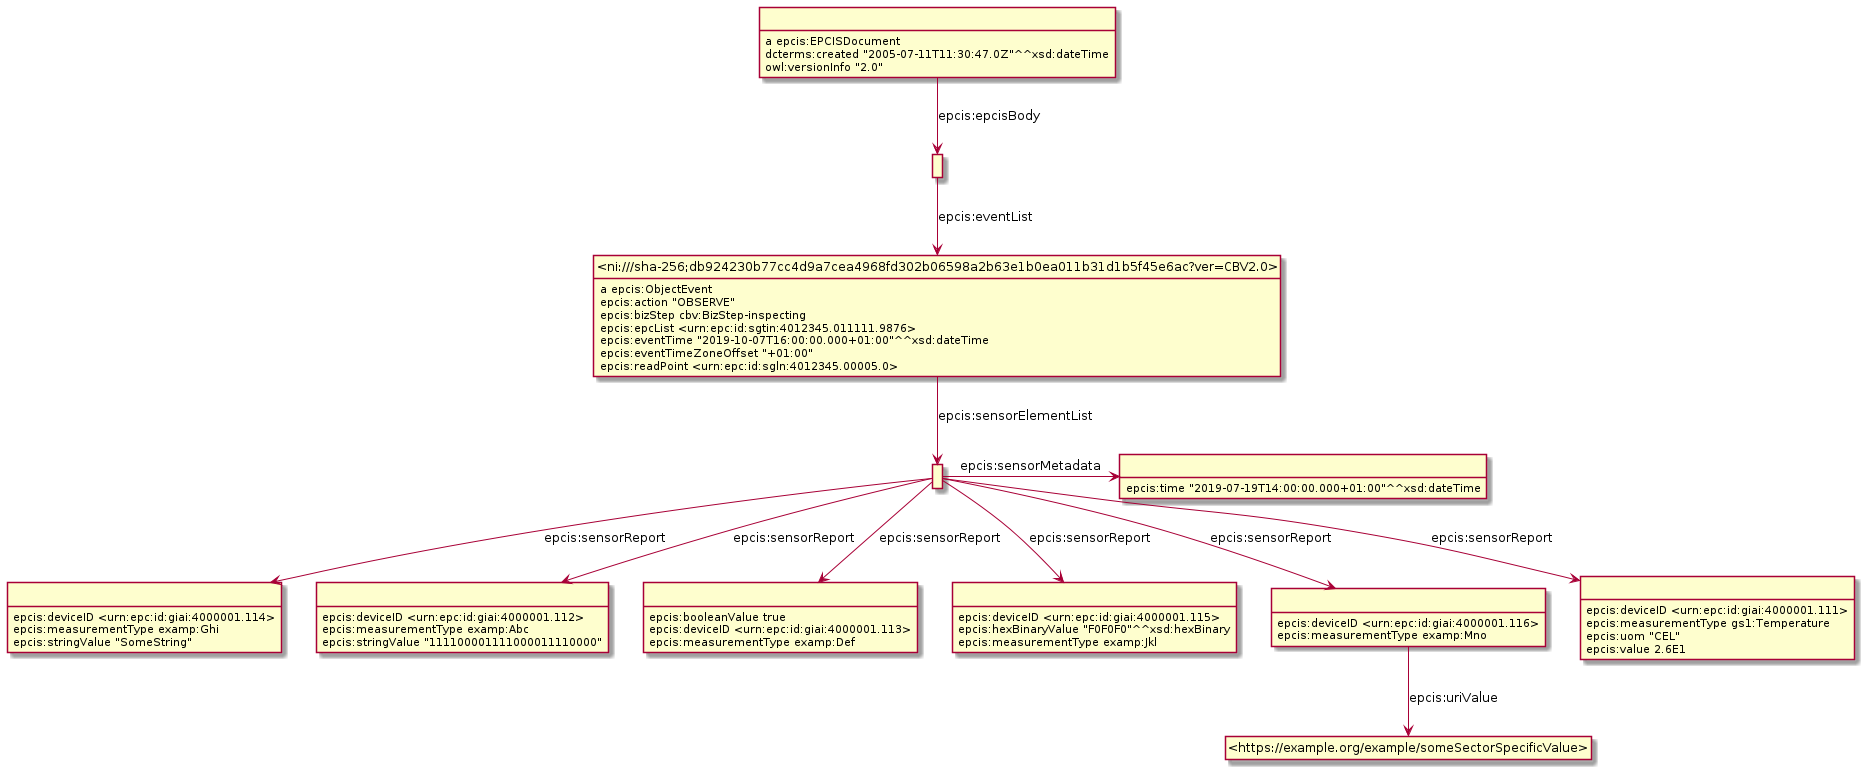 a epcis:EPCISDocument
dcterms:created "2005-07-11T11:30:47.0Z"^^xsd:dateTime
owl:versionInfo "2.0"
epcis:epcisBody
epcis:eventList
<ni:///sha-256;db924230b77cc4d9a7cea4968fd302b06598a2b63e1b0ea011b31d1b5f45e6ac?ver=CBV2.0>
a epcis:ObjectEvent
epcis:action "OBSERVE"
epcis:bizStep cbv:BizStep-inspecting
epcis:epcList <urn:epc:id:sgtin:4012345.011111.9876>
epcis:eventTime "2019-10-07T16:00:00.000+01:00"^^xsd:dateTime
epcis:eventTimeZoneOffset "+01:00"
epcis:readPoint <urn:epc:id:sgln:4012345.00005.0>
epcis:sensorElementList
epcis:sensorMetadata
epcis:time "2019-07-19T14:00:00.000+01:00"^^xsd:dateTime
epcis:sensorReport
epcis:sensorReport
epcis:sensorReport
epcis:sensorReport
epcis:sensorReport
epcis:sensorReport
epcis:deviceID <urn:epc:id:giai:4000001.114>
epcis:measurementType examp:Ghi
epcis:stringValue "SomeString"
epcis:deviceID <urn:epc:id:giai:4000001.112>
epcis:measurementType examp:Abc
epcis:stringValue "111100001111000011110000"
epcis:booleanValue true
epcis:deviceID <urn:epc:id:giai:4000001.113>
epcis:measurementType examp:Def
epcis:deviceID <urn:epc:id:giai:4000001.115>
epcis:hexBinaryValue "F0F0F0"^^xsd:hexBinary
epcis:measurementType examp:Jkl
epcis:deviceID <urn:epc:id:giai:4000001.116>
epcis:measurementType examp:Mno
epcis:deviceID <urn:epc:id:giai:4000001.111>
epcis:measurementType gs1:Temperature
epcis:uom "CEL"
epcis:value 2.6E1
epcis:uriValue
<https://example.org/example/someSectorSpecificValue>